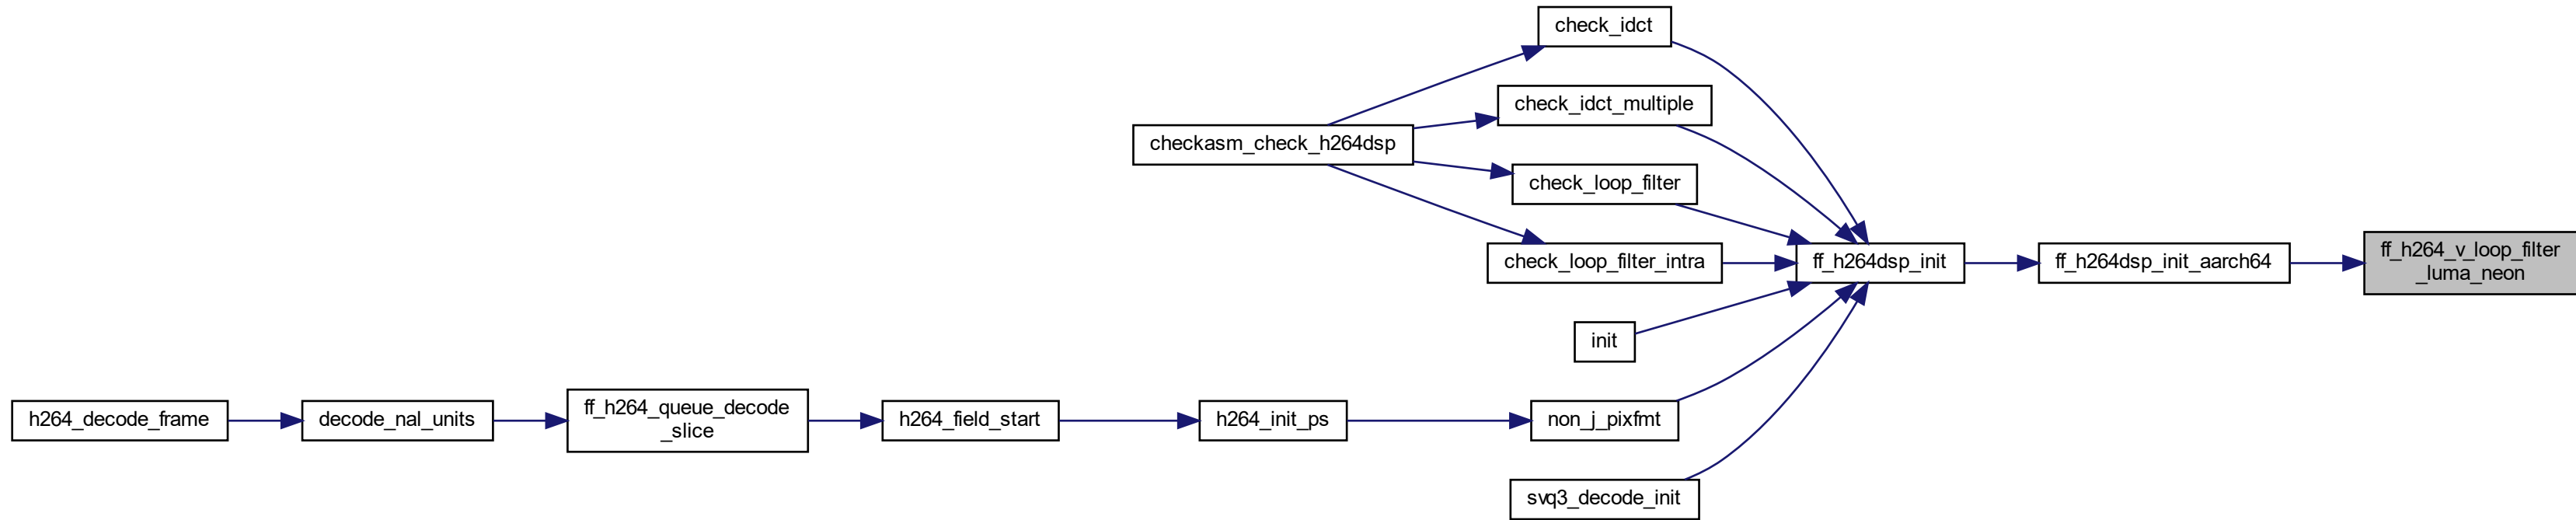 check_idct
check_idct_multiple
checkasm_check_h264dsp
check_loop_filter
check_loop_filter_intra
ff_h264dsp_init
ff_h264dsp_init_aarch64
ff_h264_v_loop_filter
_luma_neon
init
h264_decode_frame
decode_nal_units
ff_h264_queue_decode
_slice
h264_field_start
h264_init_ps
non_j_pixfmt
svq3_decode_init